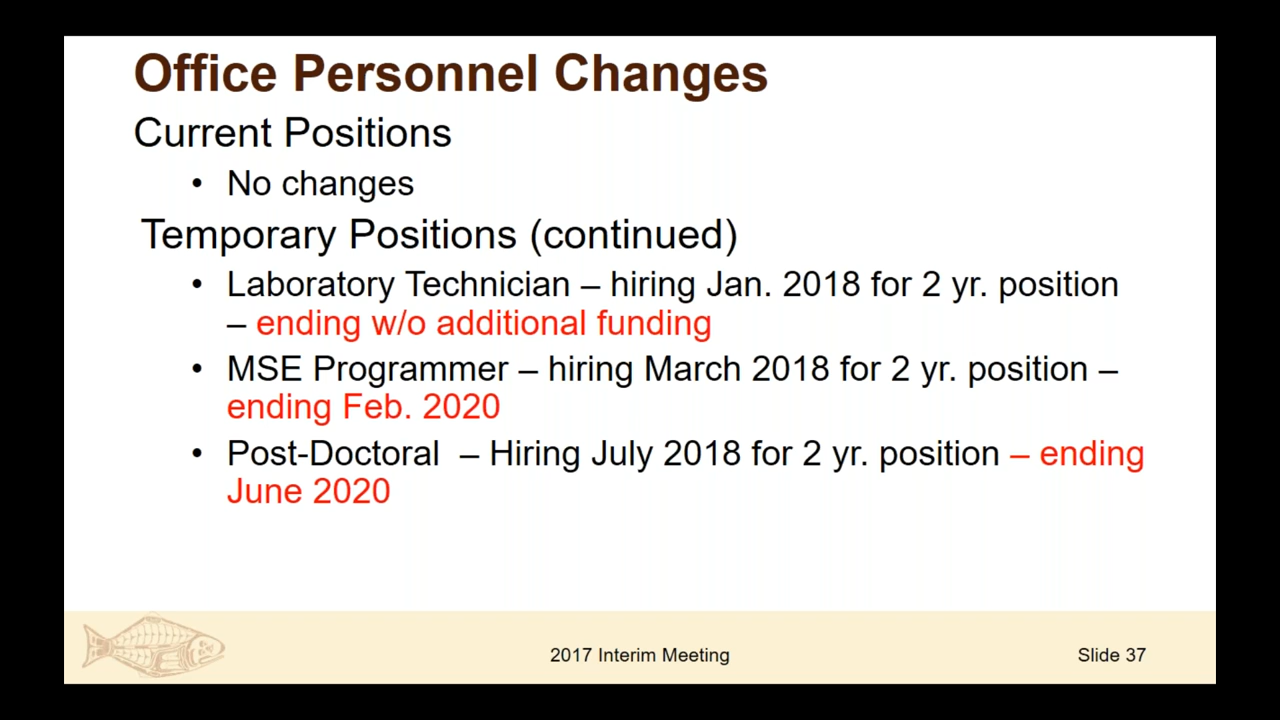 Office Personnel Changes
Current Positions
• No changes
Temporary Positions (continued)
• Laboratory Technician – hiring Jan. 2018 for 2 yr. position
– ending w/o additional funding
• MSE Programmer – hiring March 2018 for 2 yr. position –
ending Feb. 2020
• Post-Doctoral – Hiring July 2018 for 2 yr. position – ending
June 2020
2017 Interim Meeting
Slide 37